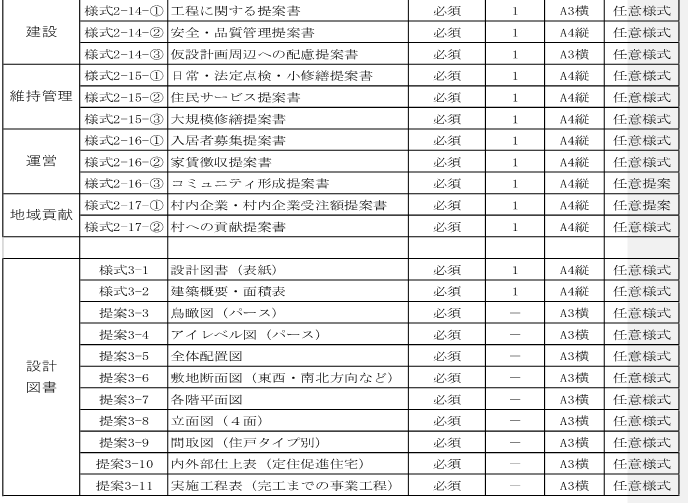 建設
様式2-14-① 工程に関する提案書 必須 1 A3横 任意様式
様式2-14-② 安全・品質管理提案書 必須 1 A4縦 任意様式
様式2-14-③ 仮設計画周辺への配慮提案書 必須 1 A3横 任意様式
維持管理
様式2-15-① 日常・法定点検・小修繕提案書 必須 1 A4縦 任意様式
様式2-15-② 住民サービス提案書 必須 1 A4縦 任意様式
様式2-15-③ 大規模修繕提案書 必須 1 A4縦 任意様式
運営
様式2-16-① 入居者募集提案書 必須 1 A4縦 任意様式
様式2-16-② 家賃徴収提案書 必須 1 A4縦 任意様式
様式2-16-③ コミュニティ形成提案書 必須 1 A4縦 任意提案
地域貢献
様式2-17-① 村内企業・村内企業受注額提案書 必須 1 A4縦 任意提案
様式2-17-② 村への貢献提案書 必須 1 A4縦 任意様式
設計
図書
様式3-1 設計図書（表紙） 必須 1 A4縦 任意様式
様式3-2 建築概要・面積表 必須 1 A4縦 任意様式
提案3-3 鳥瞰図（パース） 必須 － A3横 任意様式
提案3-4 アイレベル図（パース） 必須 － A3横 任意様式
提案3-5 全体配置図 必須 － A3横 任意様式
提案3-6 敷地断面図（東西・南北方向など） 必須 － A3横 任意様式
提案3-7 各階平面図 必須 － A3横 任意様式
提案3-8 立面図（４面） 必須 － A3横 任意様式
提案3-9 間取図（住戸タイプ別） 必須 － A3横 任意様式
提案3-10 内外部仕上表（定住促進住宅） 必須 － A3横 任意様式
提案3-11 実施工程表（完工までの事業工程） 必須 － A3横 任意様式